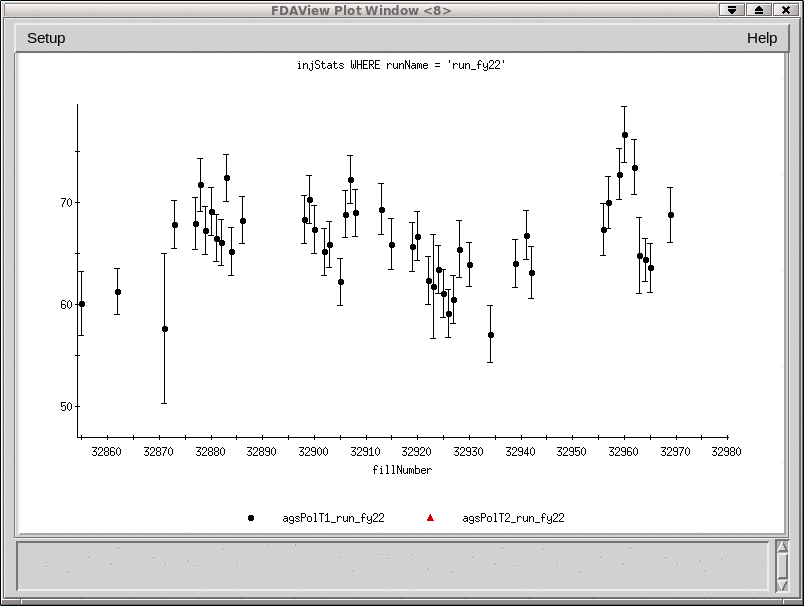 FDAView Plot Window <8>
Setup Help
injStats WHERE runName = 'run_fy22'
70
60
50
32860 32870 32880 32890 32900 32910 32920 32930 32940 32950 32960 32970 32980
fillNumber
agsPolT1_run_fy22 agsPolT2_run_fy22